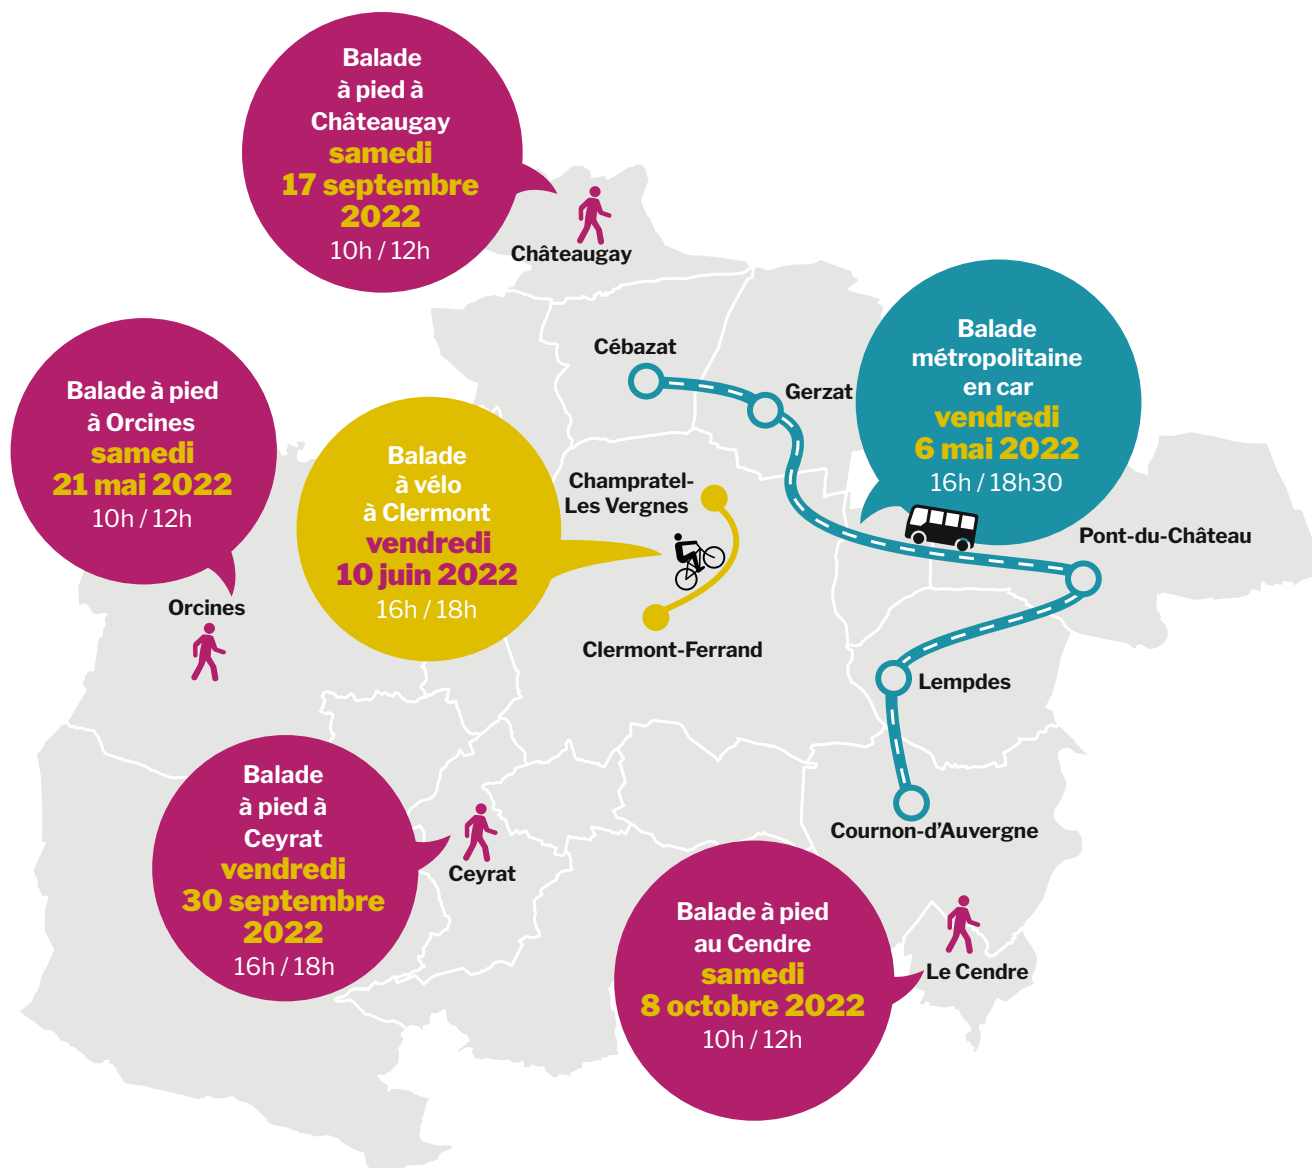 Balade
à pied à
Châteaugay
samedi
17 septembre
2022
10h / 12h
Châteaugay
Balade
métropolitaine
en car
vendredi
6 mai 2022
16h / 18h30
Cébazat
Gerzat
Pont-du-Château
Lempdes
Cournon-d'Auvergne
Balade à pied
à Orcines
samedi
21 mai 2022
10h / 12h
Orcines
Balade
à vélo
à Clermont
vendredi
10 juin 2022
16h / 18h
Champratel-
Les Vergnes
Clermont-Ferrand
Balade
à pied à
Ceyrat
vendredi
30 septembre
2022
16h / 18h
Ceyrat
Balade à pied
au Cendre
samedi
8 octobre 2022
10h / 12h
Le Cendre